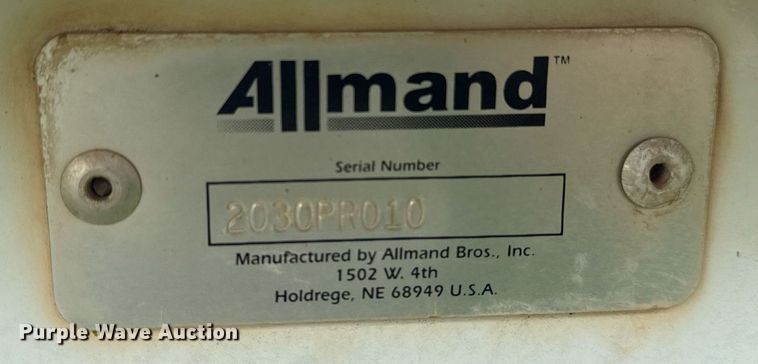 Allmand™
Serial Number
2030PR010
Manufactured by Allmand Bros., Inc.
1502 W. 4th
Holdrege, NE 68949 U.S.A.
Purple Wave Auction